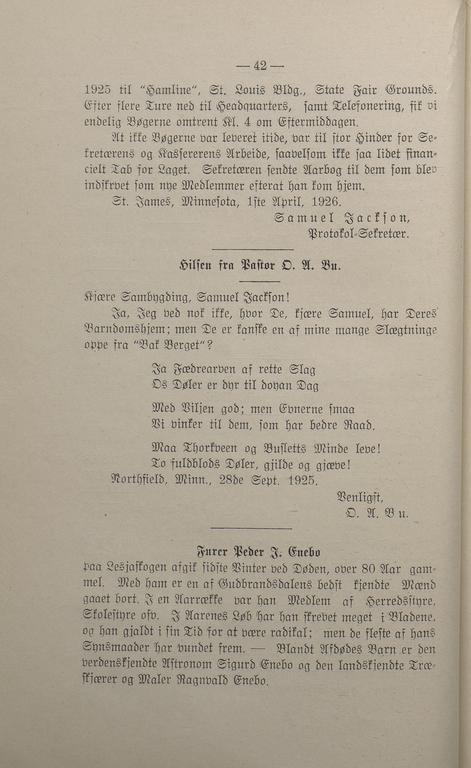 — 42 —
1925 til "Hamline", St. Louis Bldg., State Fair Grounds.
Efter flere Ture ned til Headquarters, samt Telefonering, fik vi
endelig Bøgerne omtrent Kl. 4 om Eftermiddagen.
At ikke Bøgerne var leveret itide, var til stor Hinder for Se-
kretærens og Kasfererens Arbeide, saavelsom ikke saa lidet finan-
cielt Tab for Laget. Sekretæren sendte Aarbog til dem som blev
indskrevet som nye Medlemmer efterat han kom hjem.
St. James, Minnesota, 1ste April, 1926.
Samuel Jackson,
Protokol-Sekretær.
Hilsen fra Pastor O. A. Bu.
Kjære Sambygding, Samuel Jackson!
Ja, Jeg ved nok ikke, hvor De, kjære Samuel, har Deres
Barndomshjem; men De er kanske en af mine mange Slægtninge
oppe fra "Bak Berget"?
Ja Fædrearven af rette Slag
Os Døler er dyr til doyan Dag
Med Viljen god; men Evnerne smaa
Vi vinker til dem, som har bedre Raad.
Maa Thorkveen og Busletts Minde leve!
To fuldblods Døler, gjilde og gjæve!
Northfield, Minn., 28de Sept. 1925.
Venligst,
O. A. Bu.
Furer Peder J. Enebo
paa Lesjaskogen afgik sidste Vinter ved Døden, over 80 Aar gam-
mel. Med ham er en af Gudbrandsdalens bedst kjendte Mænd
gaaet bort. I en Aarrække var han Medlem af Herredsstyre,
Skolestyre osv. I Aarenes Løb har han skrevet meget i Bladene,
og han gjaldt i sin Tid for at være radikal; men de fleste af hans
Synsmaader har vundet frem. — Blandt Afdødes Barn er den
verdenskjendte Astronom Sigurd Enebo og den landskjendte Træ-
skjærer og Maler Ragnvald Enebo.